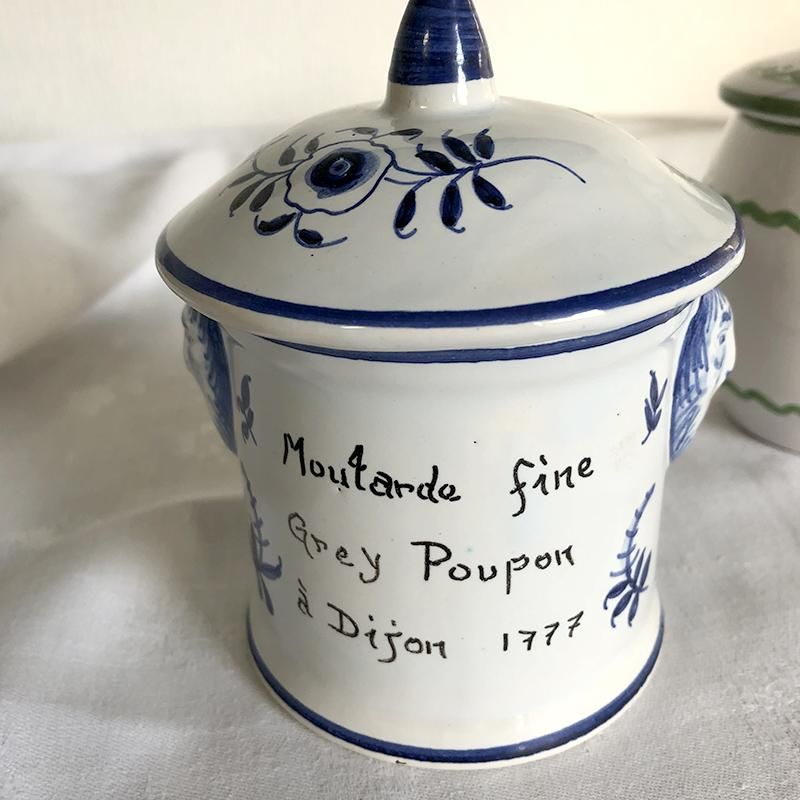 Moutarde fine
Grey Poupon
à Dijon 1777